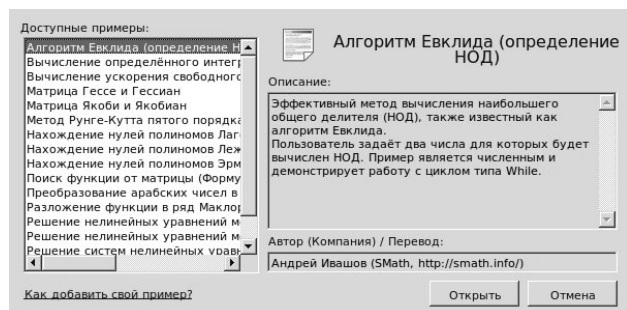 Доступные примеры:
Алгоритм Евклида (определение Н
Вычисление определённого интегр
Вычисление ускорения свободног
Матрица Гессе и Гессиан
Матрица Якоби и Якобиан
Метод Рунге-Кутта пятого порядка
Нахождение нулей полиномов Лаг
Нахождение нулей полиномов Леж
Нахождение нулей полиномов Эрм
Поиск функции от матрицы (Форму
Преобразование арабских чисел в
Разложение функции в ряд Маклор
Решение нелинейных уравнений м
Решение нелинейных уравнений м
Решение систем нелинейных уравн
Как добавить свой пример?
Алгоритм Евклида (определение
НОД)
Описание:
Эффективный метод вычисления наибольшего
общего делителя (НОД), также известный как
алгоритм Евклида.
Пользователь задаёт два числа для которых будет
вычислен НОД. Пример является численным и
демонстрирует работу с циклом типа While.
Автор (Компания) / Перевод:
Андрей Ивашов (SMath, http://smath.info/)
Открыть
Отмена